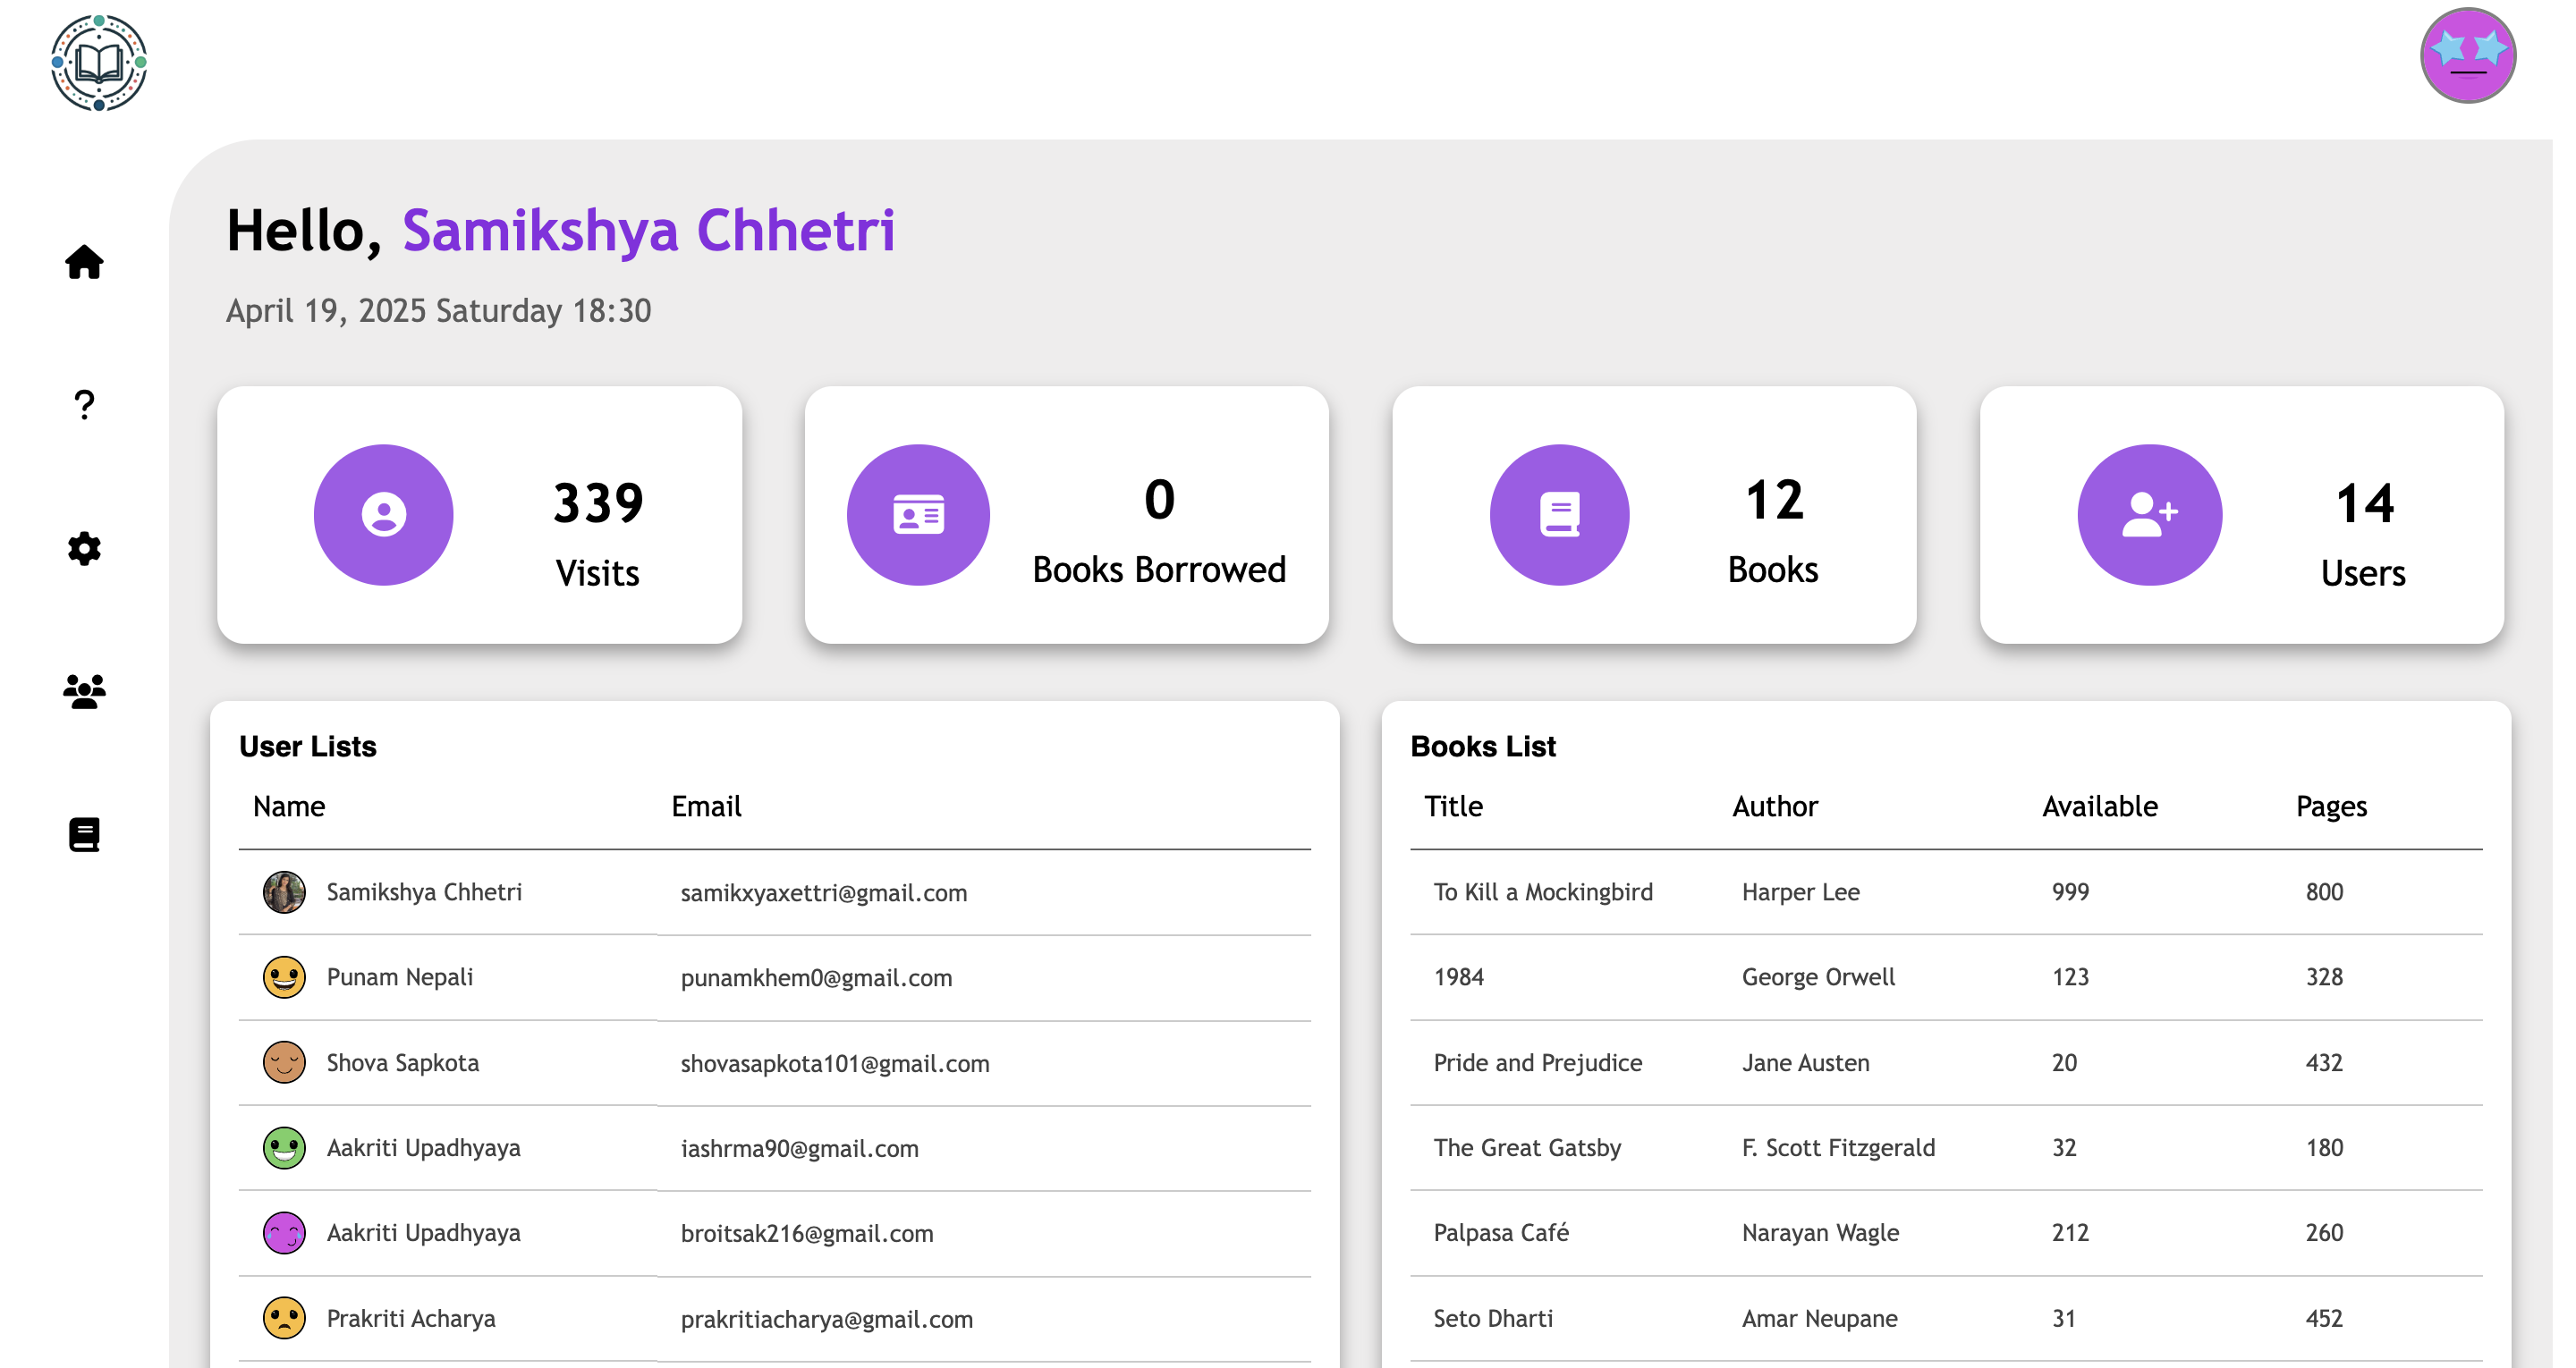 Hello, Samikshya Chhetri
April 19, 2025 Saturday 18:30
339
Visits
0
Books Borrowed
12
Books
14
Users
User Lists
Name Email
Samikshya Chhetri samikxyaxettri@gmail.com
Punam Nepali punamkhem0@gmail.com
Shova Sapkota shovasapkota101@gmail.com
Aakriti Upadhyaya iashrma90@gmail.com
Aakriti Upadhyaya broitsak216@gmail.com
Prakriti Acharya prakritiacharya@gmail.com
Books List
Title Author Available Pages
To Kill a Mockingbird Harper Lee 999 800
1984 George Orwell 123 328
Pride and Prejudice Jane Austen 20 432
The Great Gatsby F. Scott Fitzgerald 32 180
Palpasa Café Narayan Wagle 212 260
Seto Dharti Amar Neupane 31 452